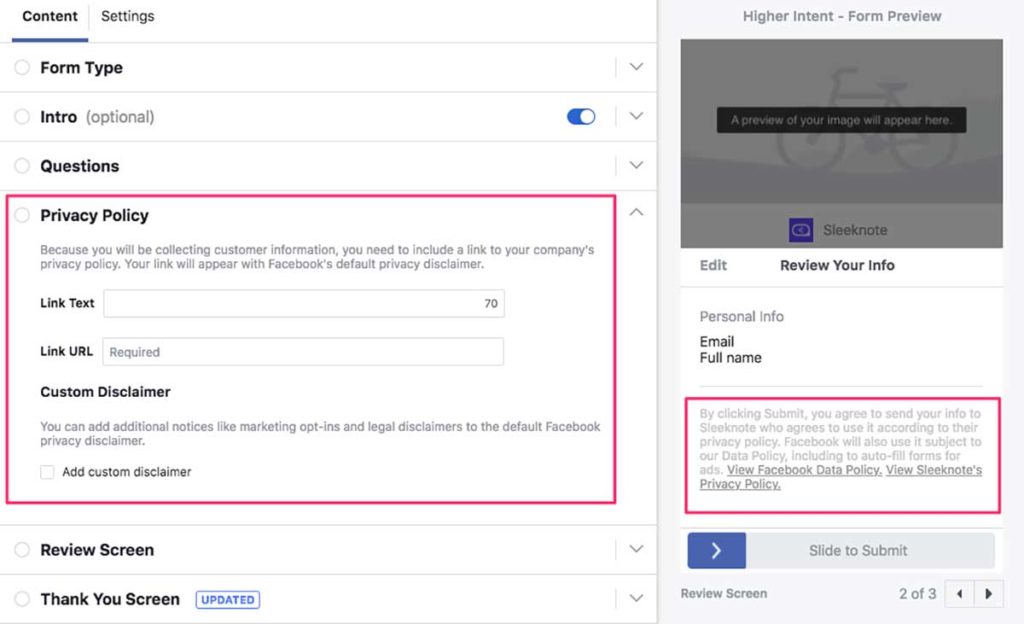 Content Settings
Form Type
Intro (optional)
Questions
Privacy Policy
Because you will be collecting customer information, you need to include a link to your company's
privacy policy. Your link will appear with Facebook's default privacy disclaimer.
Link Text 70
Link URL Required
Custom Disclaimer
You can add additional notices like marketing opt-ins and legal disclaimers to the default Facebook
privacy disclaimer.
Add custom disclaimer
Review Screen
Thank You Screen UPDATED
Higher Intent - Form Preview
A preview of your image will appear here.
Sleeknote
Edit Review Your Info
Personal Info
Email
Full name
By clicking Submit, you agree to send your info to
Sleeknote who agrees to use it according to their
privacy policy. Facebook will also use it subject to
our Data Policy, including to auto-fill forms for
ads. View Facebook Data Policy. View Sleeknote's
Privacy Policy.
Slide to Submit
Review Screen 2 of 3